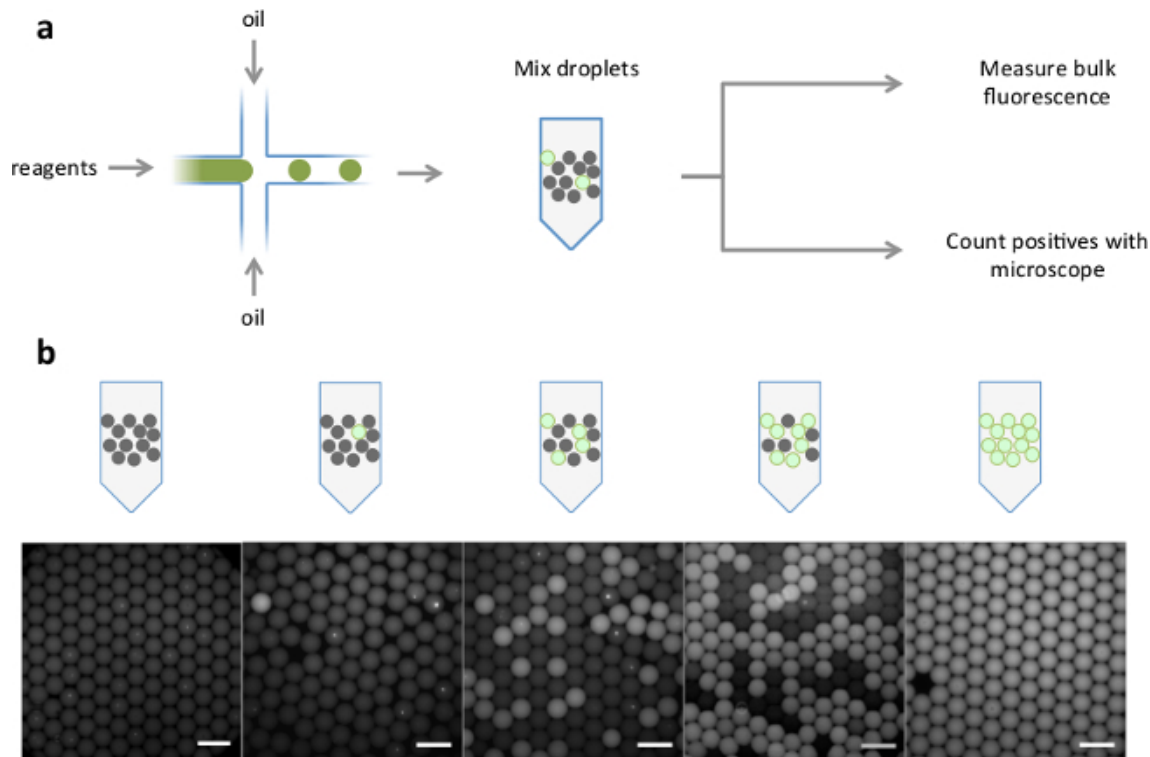 a
oil
reagents
oil
Mix droplets
Measure bulk
fluorescence
Count positives with
microscope
b